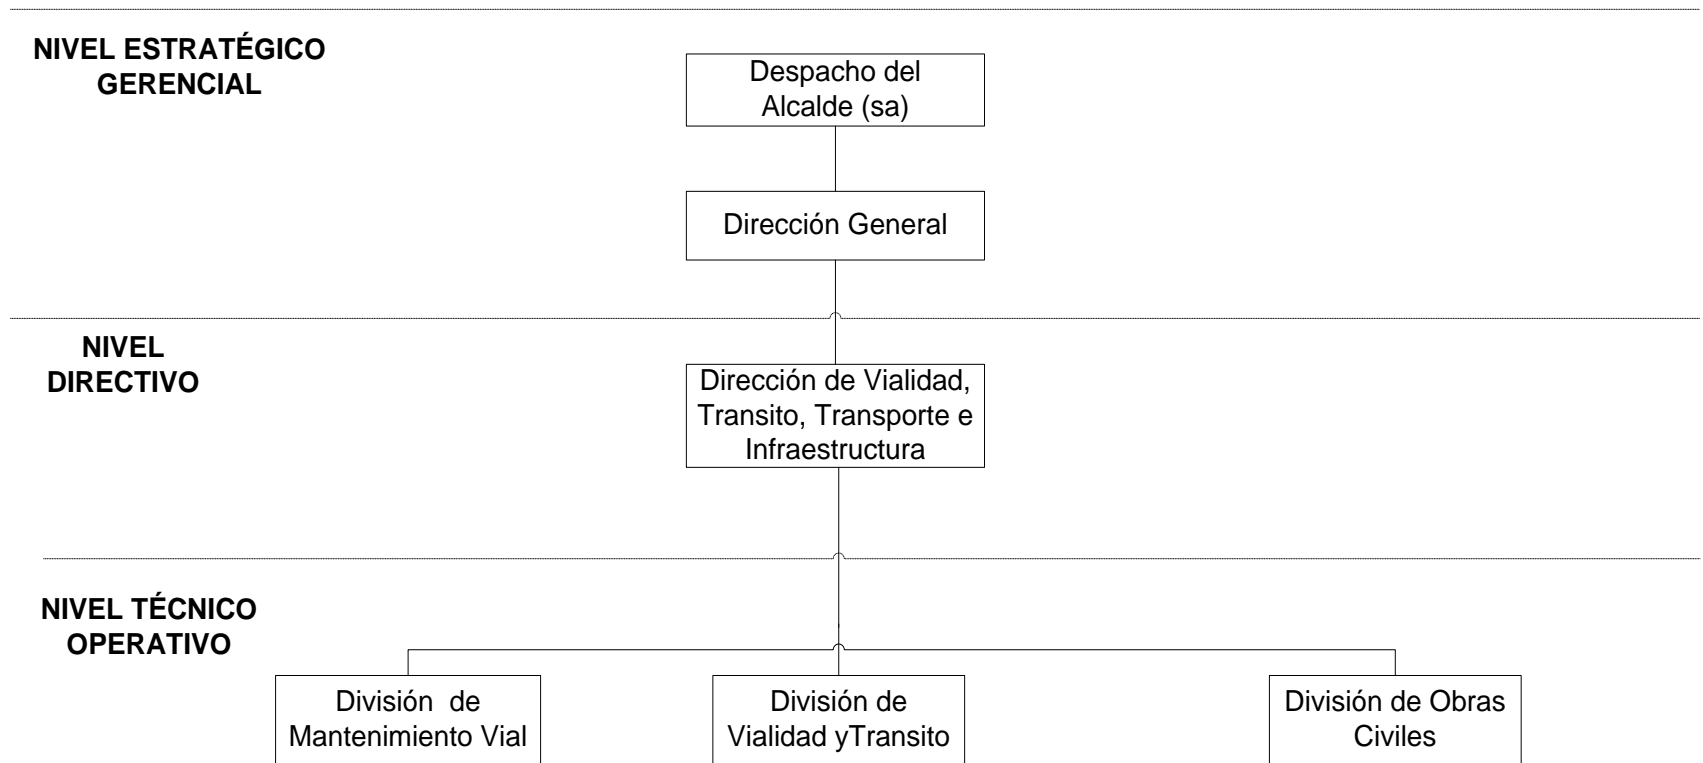 NIVEL ESTRATÉGICO
GERENCIAL
Despacho del
Alcalde (sa)
Dirección General
NIVEL
DIRECTIVO
Dirección de Vialidad,
Transito, Transporte e
Infraestructura
NIVEL TÉCNICO
OPERATIVO
División de
Mantenimiento Vial
División de
Vialidad yTransito
División de Obras
Civiles